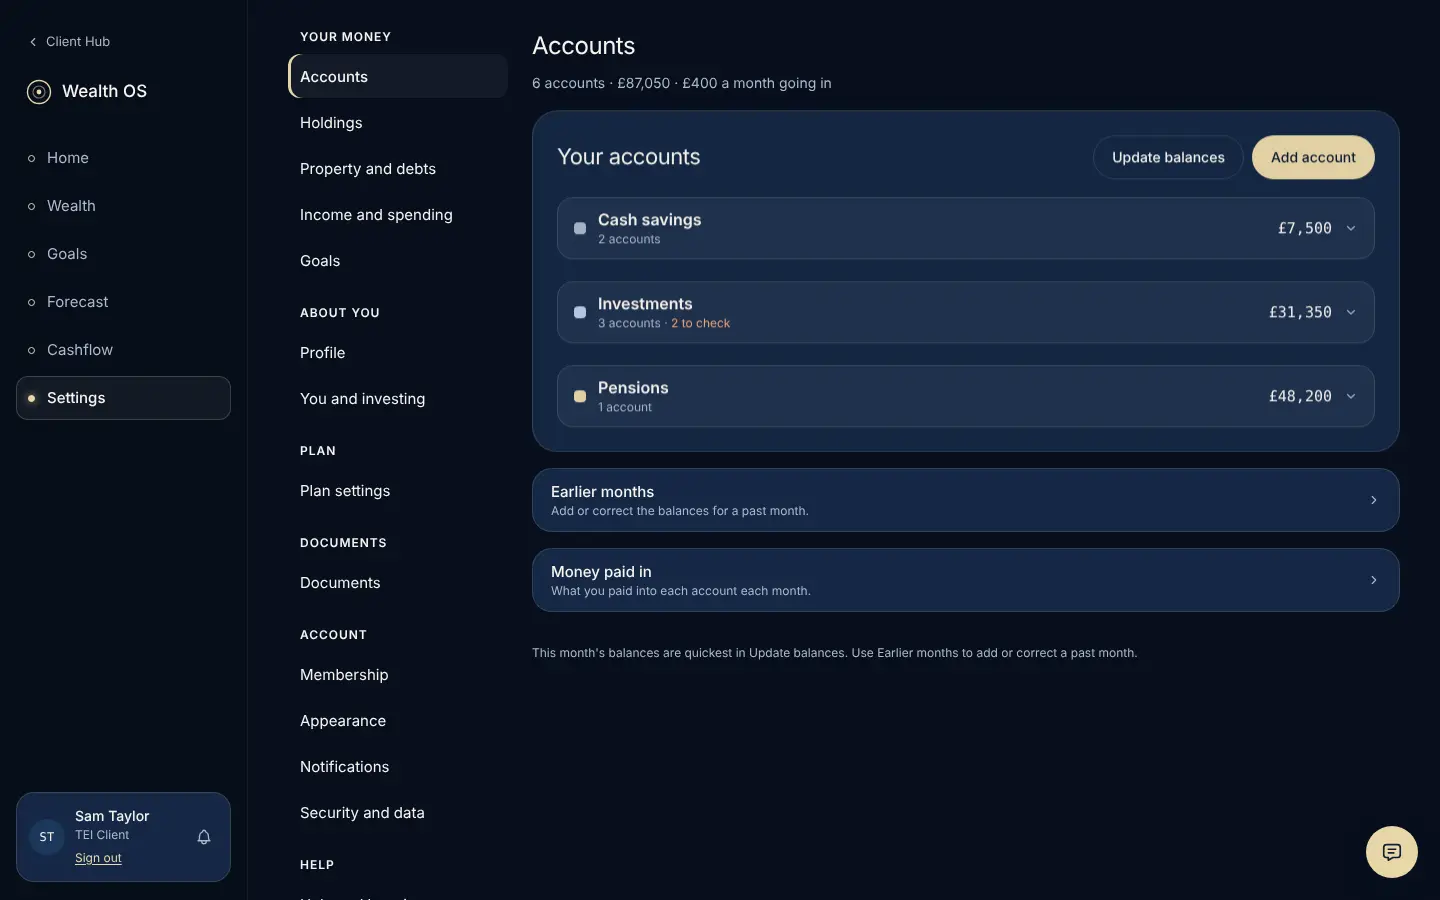 Client Hub
Wealth OS
Home
Wealth
Goals
Forecast
Cashflow
Settings
Sam Taylor
ST
TEI Client
Sign out
YOUR MONEY
Accounts
Holdings
Property and debts
Income and spending
Goals
ABOUT YOU
Profile
You and investing
PLAN
Plan settings
DOCUMENTS
Documents
ACCOUNT
Membership
Appearance
Notifications
Security and data
HELP
Accounts
6 accounts · £87,050 · £400 a month going in
Your accounts
Update balances
Add account
Cash savings
2 accounts
£7,500
Investments
3 accounts · 2 to check
£31,350
Pensions
1 account
£48,200
Earlier months
Add or correct the balances for a past month.
Money paid in
What you paid into each account each month.
This month's balances are quickest in Update balances. Use Earlier months to add or correct a past month.